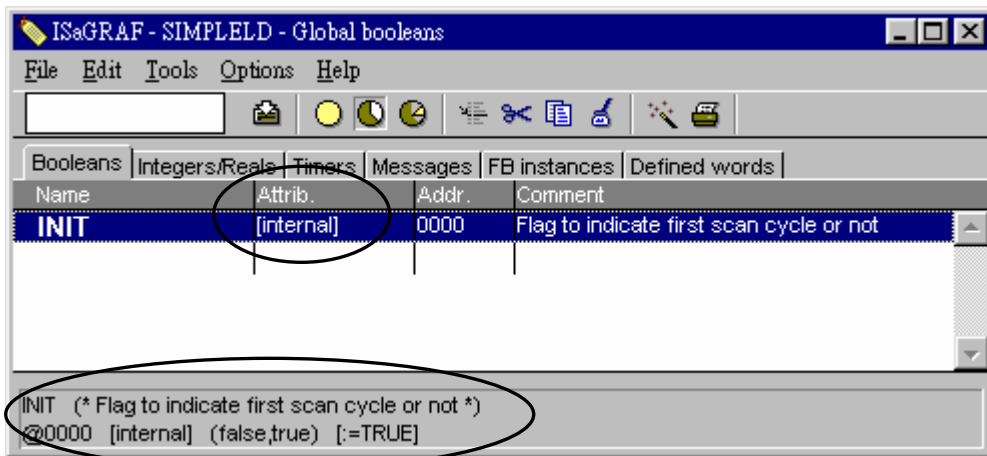 ISaGRAF - SIMPLELD - Global booleans
File Edit Tools Options Help
Booleans Integers/Reals Timers Messages FB instances Defined words
Name Attrib. Addr. Comment
INIT [internal] 0000 Flag to indicate first scan cycle or not
INIT (* Flag to indicate first scan cycle or not *)
@0000 [internal] (false,true) [:=TRUE]